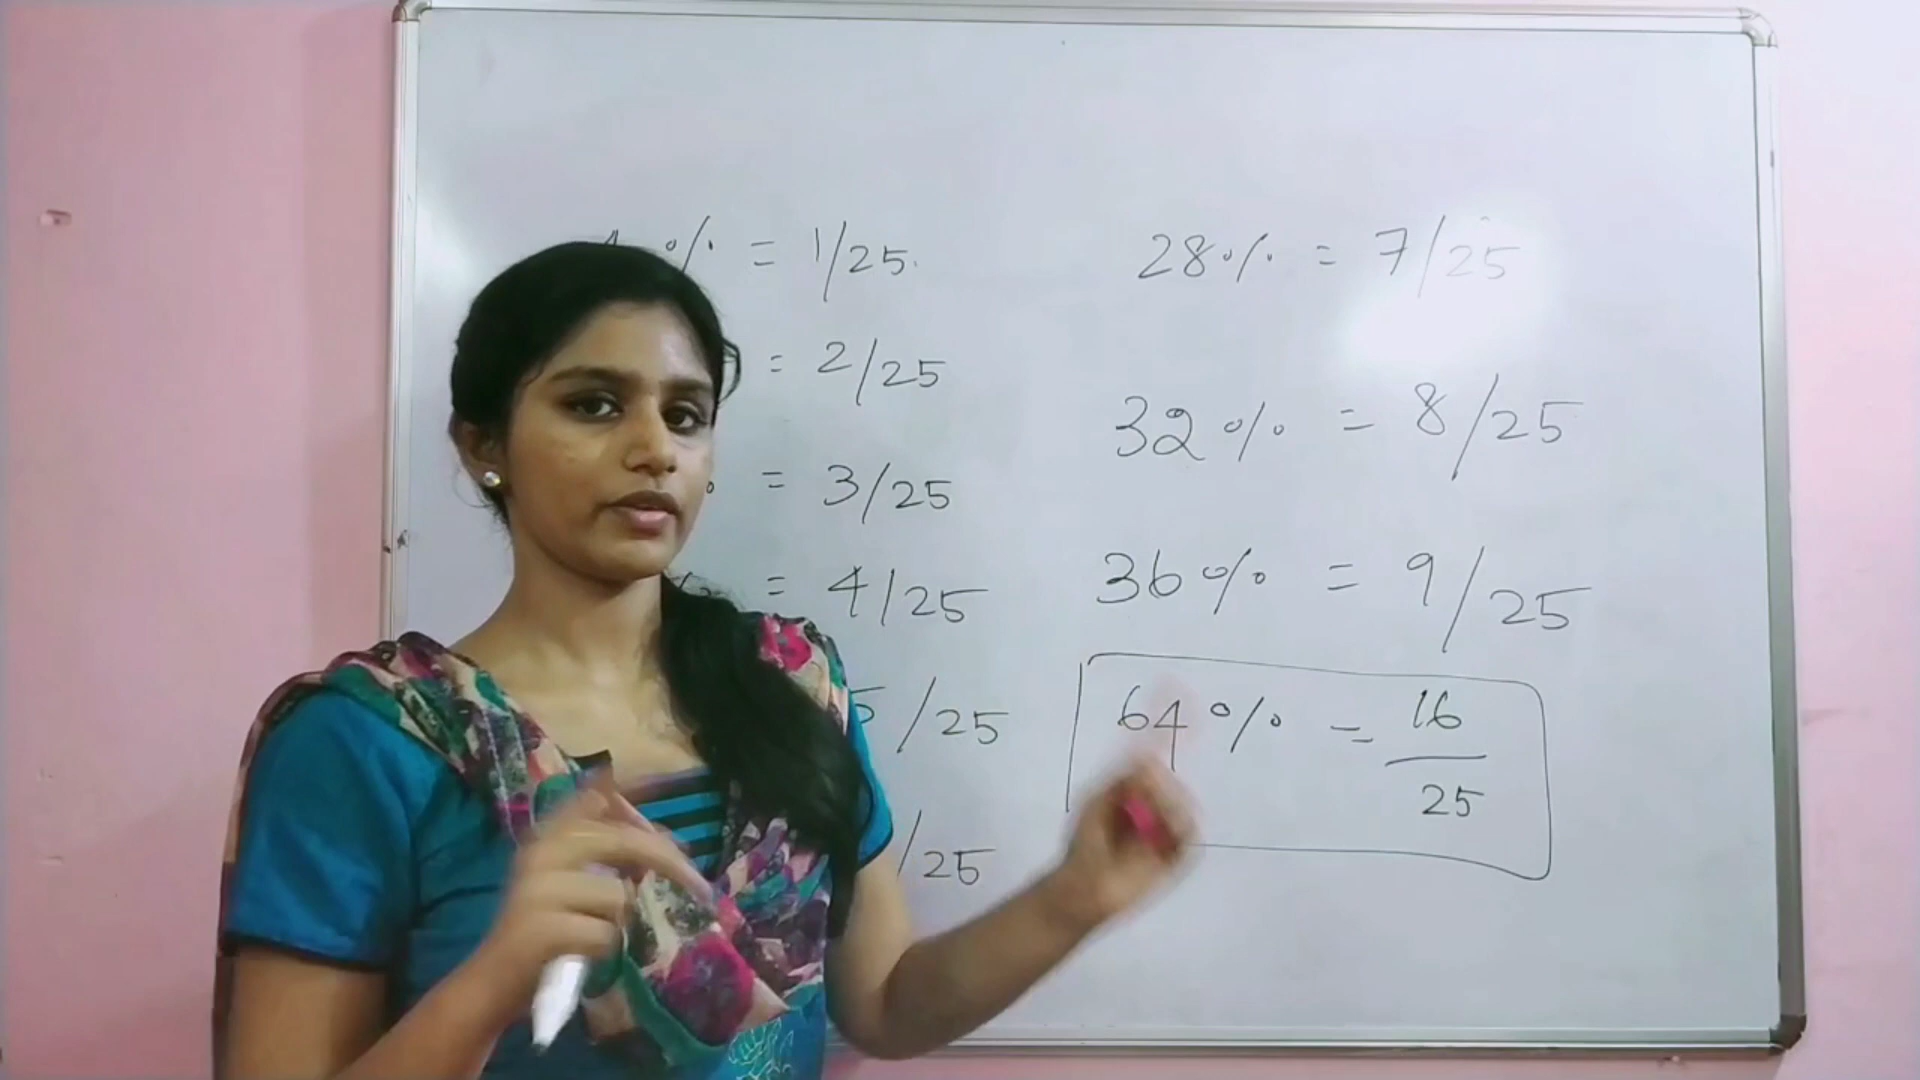 % = 1/25.
= 2/25
= 3/25
= 4/25
5/25
/25
28% = 7/25
32% = 8/25
36% = 9/25
64% = 16/25